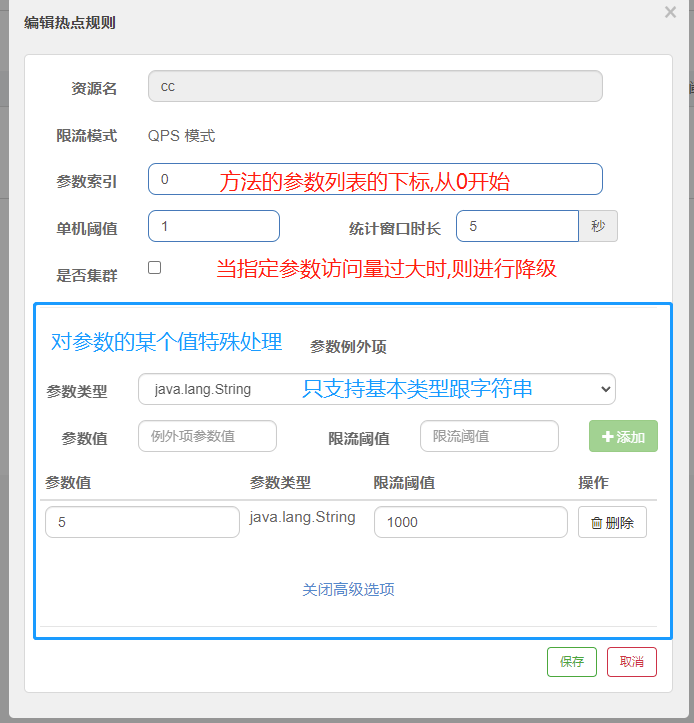 编辑热点规则
×
资源名 cc
限流模式 QPS 模式
参数索引 0 方法的参数列表的下标,从0开始
单机阈值 1 统计窗口时长 5 秒
是否集群 当指定参数访问量过大时,则进行降级
对参数的某个值特殊处理 参数例外项
参数类型 java.lang.String 只支持基本类型跟字符串
参数值 例外项参数值 限流阈值 限流阈值 +添加
参数值 参数类型 限流阈值 操作
5 java.lang.String 1000 删除
关闭高级选项
保存 取消